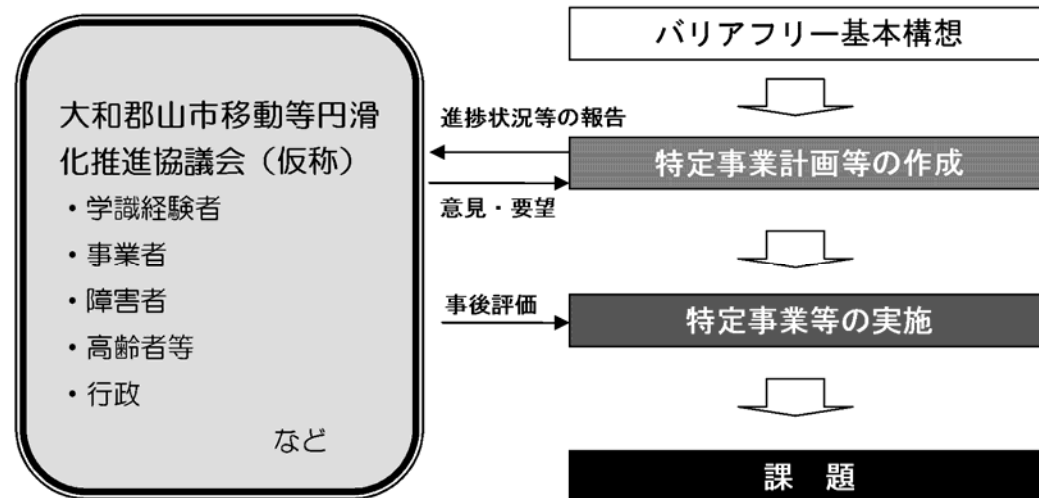 大和郡山市移動等円滑
化推進協議会（仮称）
・学識経験者
・事業者
・障害者
・高齢者等
・行政
など
進捗状況等の報告
意見・要望
事後評価
バリアフリー基本構想
特定事業計画等の作成
特定事業等の実施
課　題